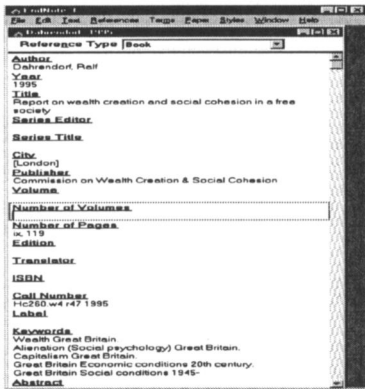 EndNote 1
File Edit Text References Terms Paper Styles Window Help
Dahrendorf, 1995
Reference Type Book
Author
Dahrendorf, Ralf
Year
1995
Title
Report on wealth creation and social cohesion in a free
society
Series Editor
Series Title
City
[London]
Publisher
Commission on Wealth Creation & Social Cohesion
Volume
Number of Volumes
Number of Pages
ix, 119
Edition
Translator
ISBN
Call Number
Hc260.w4 r47 1995
Label
Keywords
Wealth Great Britain
Alienation (Social psychology) Great Britain.
Capitalism Great Britain.
Great Britain Economic conditions 20th century.
Great Britain Social conditions 1945-
Abstract